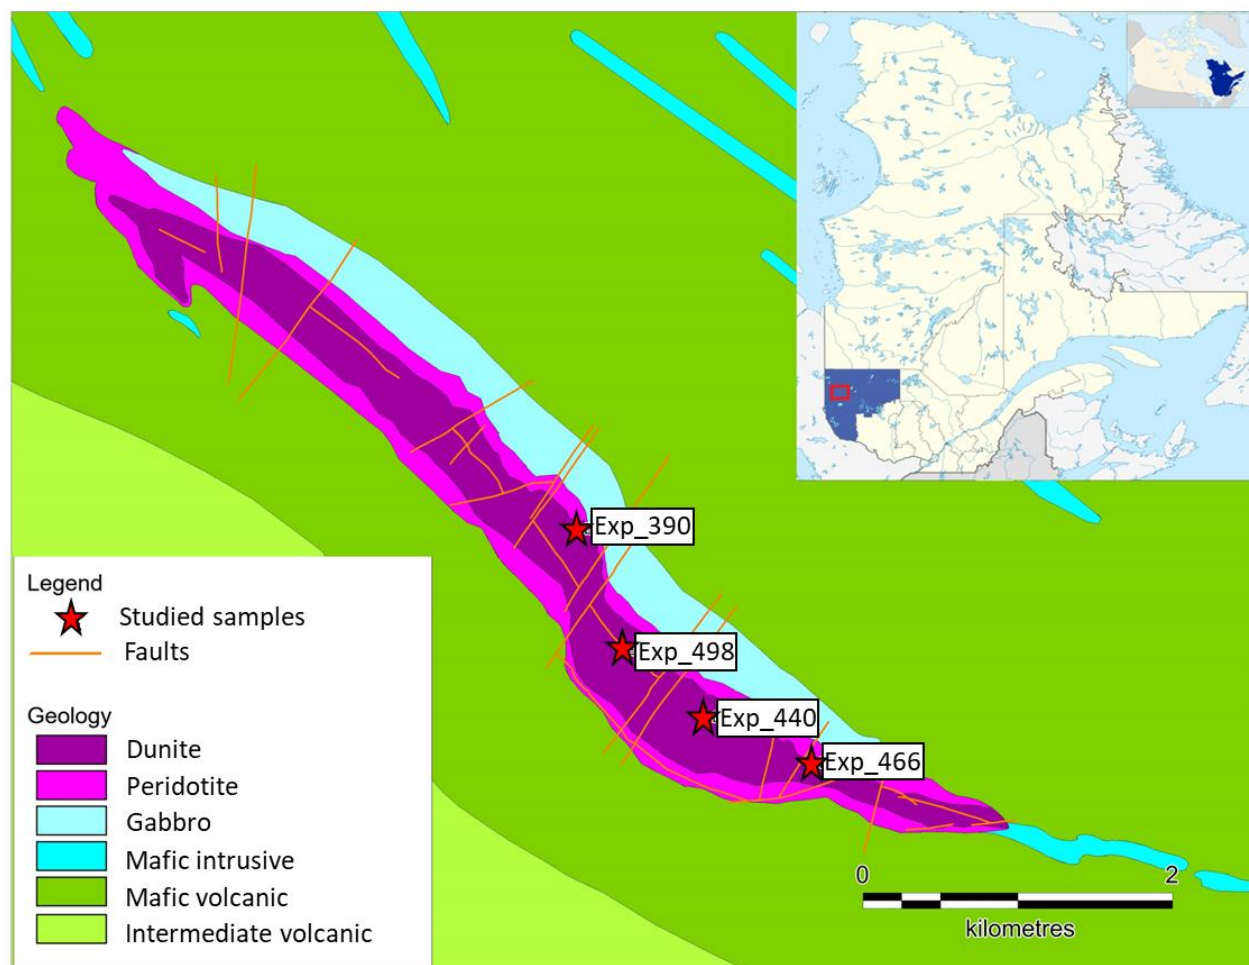 Exp_390
Exp_498
Exp_440
Exp_466
Legend
Studied samples
Faults
Geology
Dunite
Peridotite
Gabbro
Mafic intrusive
Mafic volcanic
Intermediate volcanic
0 2
kilometres